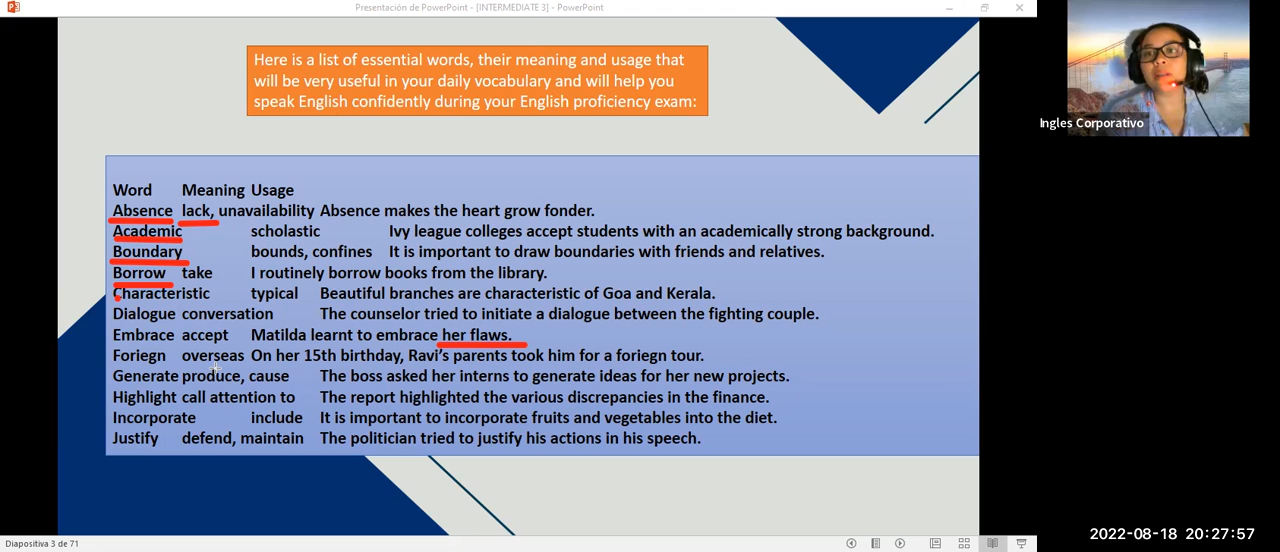 Presentación de PowerPoint - [INTERMEDIATE 3] - PowerPoint
Here is a list of essential words, their meaning and usage that
will be very useful in your daily vocabulary and will help you
speak English confidently during your English proficiency exam:
Ingles Corporativo
Word Meaning Usage
Absence lack, unavailability Absence makes the heart grow fonder.
Academic scholastic Ivy league colleges accept students with an academically strong background.
Boundary bounds, confines It is important to draw boundaries with friends and relatives.
Borrow take I routinely borrow books from the library.
Characteristic typical Beautiful branches are characteristic of Goa and Kerala.
Dialogue conversation The counselor tried to initiate a dialogue between the fighting couple.
Embrace accept Matilda learnt to embrace her flaws.
Foriegn overseas On her 15th birthday, Ravi's parents took him for a foriegn tour.
Generate produce, cause The boss asked her interns to generate ideas for her new projects.
Highlight call attention to The report highlighted the various discrepancies in the finance.
Incorporate include It is important to incorporate fruits and vegetables into the diet.
Justify defend, maintain The politician tried to justify his actions in his speech.
2022-08-18 20:27:57
Diapositiva 3 de 71